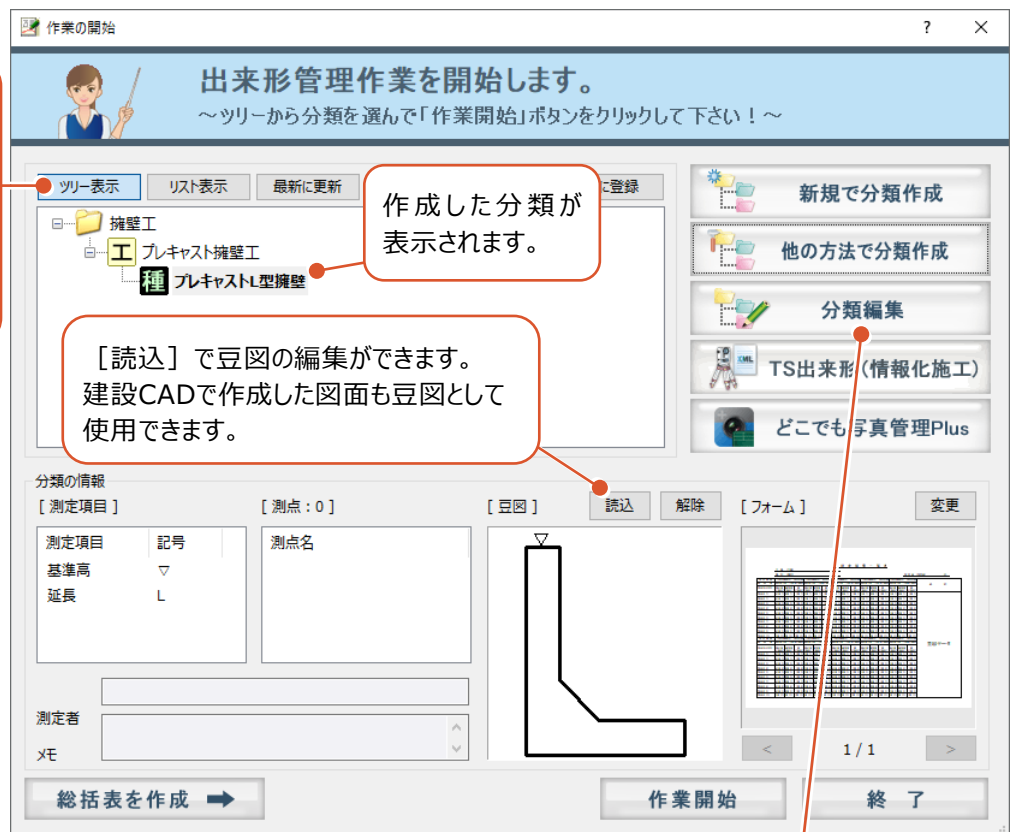 作業の開始
?
×
出来形管理作業を開始します。
～ツリーから分類を選んで「作業開始」ボタンをクリックして下さい！～
ツリー表示
リスト表示
最新に更新
に登録
擁壁工
工 プレキャスト擁壁工
種 プレキャストL型擁壁
作成した分類が
表示されます。
［読込］で豆図の編集ができます。
建設CADで作成した図面も豆図として
使用できます。
新規で分類作成
他の方法で分類作成
分類編集
XML
TS出来形(情報化施工)
どこでも写真管理Plus
分類の情報
[ 測定項目 ]
[ 測点 : 0 ]
[ 豆図 ]
読込
解除
[ フォーム ]
変更
測定項目 記号
基準高 ▽
延長 L
測点名
測定者
メモ
< 1 / 1 >
総括表を作成 ➡
作業開始
終 了